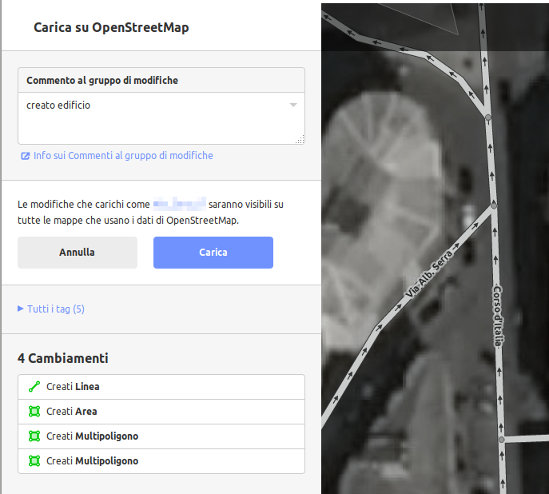 Carica su OpenStreetMap
Commento al gruppo di modifiche
creato edificio
Info sui Commenti al gruppo di modifiche
Le modifiche che carichi come saranno visibili su
tutte le mappe che usano i dati di OpenStreetMap.
Annulla
Carica
Tutti i tag (5)
4 Cambiamenti
Creati Linea
Creati Area
Creati Multipoligono
Creati Multipoligono
Via Alb. Serra
Corso d'Italia